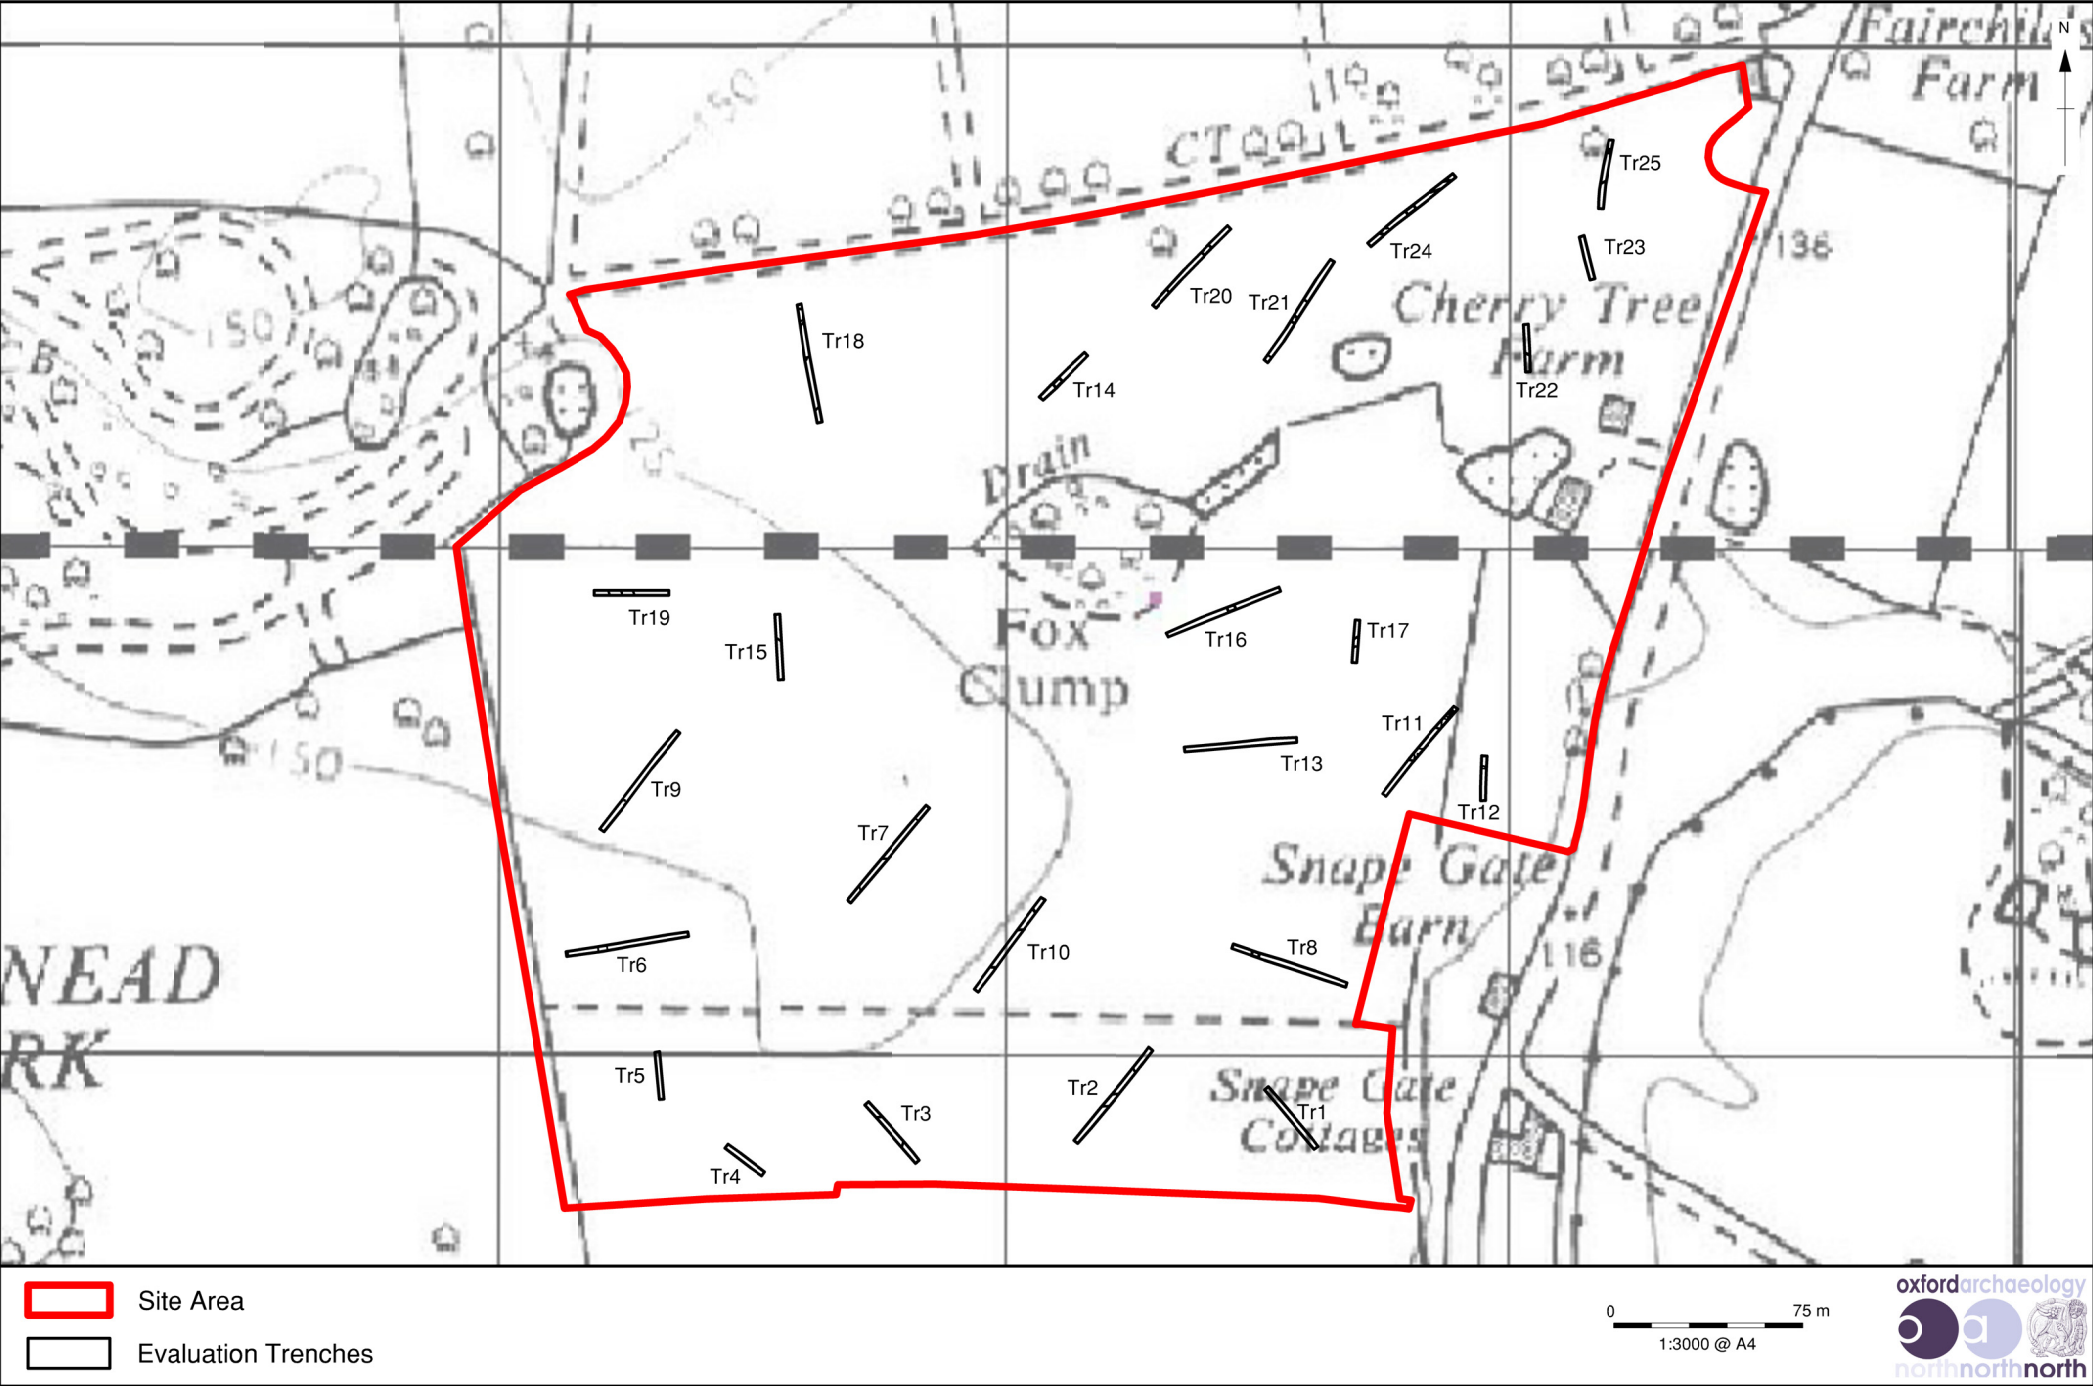 Fairchilds
Farm
N
150
CT
Tr25
136
Tr23
Tr24
Tr20
Tr21
Cherry Tree
Farm
150
B
Tr18
Tr22
Tr14
Drain
Tr19
Tr15
Tr16
Tr17
Fox
Clump
Tr11
Tr13
150
Tr9
Tr12
Tr7
Snape Gate
Barn
Tr10
Tr8
116
Tr6
NEAD
RK
Tr5
Tr2
Snape Gate
Cottages
Tr1
Tr3
Tr4
Site Area
Evaluation Trenches
0 75 m
1:3000 @ A4
oxfordarchaeology
northnorthnorth